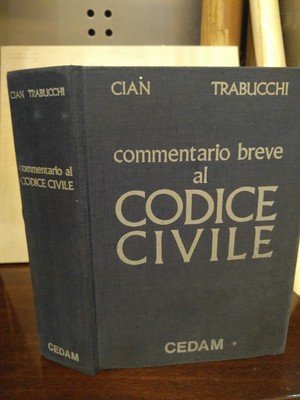 CIAN TRABUCCHI
commentario al
CODICE CIVILE
CEDAM
CIAN TRABUCCHI
commentario breve
al
CODICE
CIVILE
CEDAM